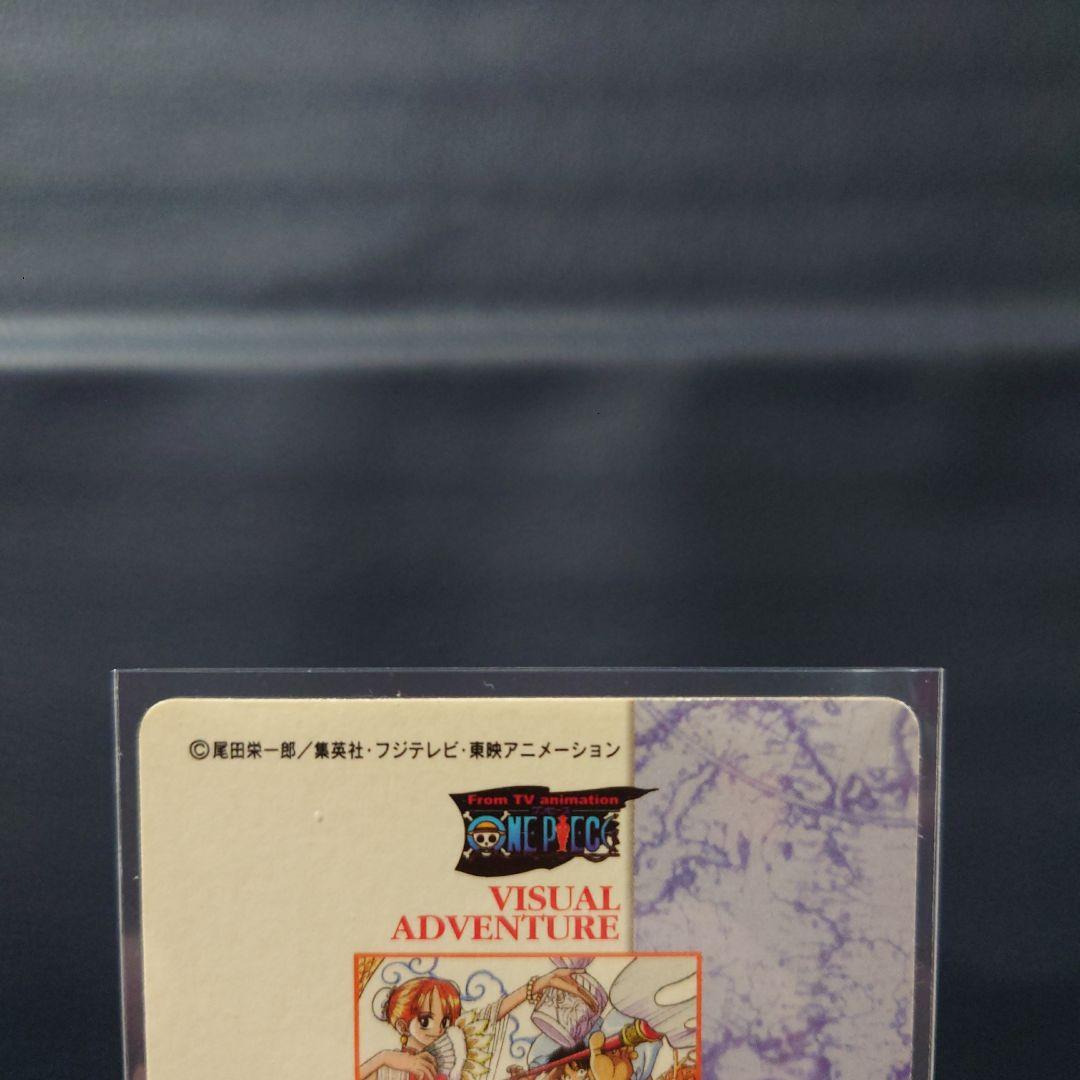 ©尾田栄一郎／集英社・フジテレビ・東映アニメーション
From TV animation
ONE PIECE
VISUAL
ADVENTURE